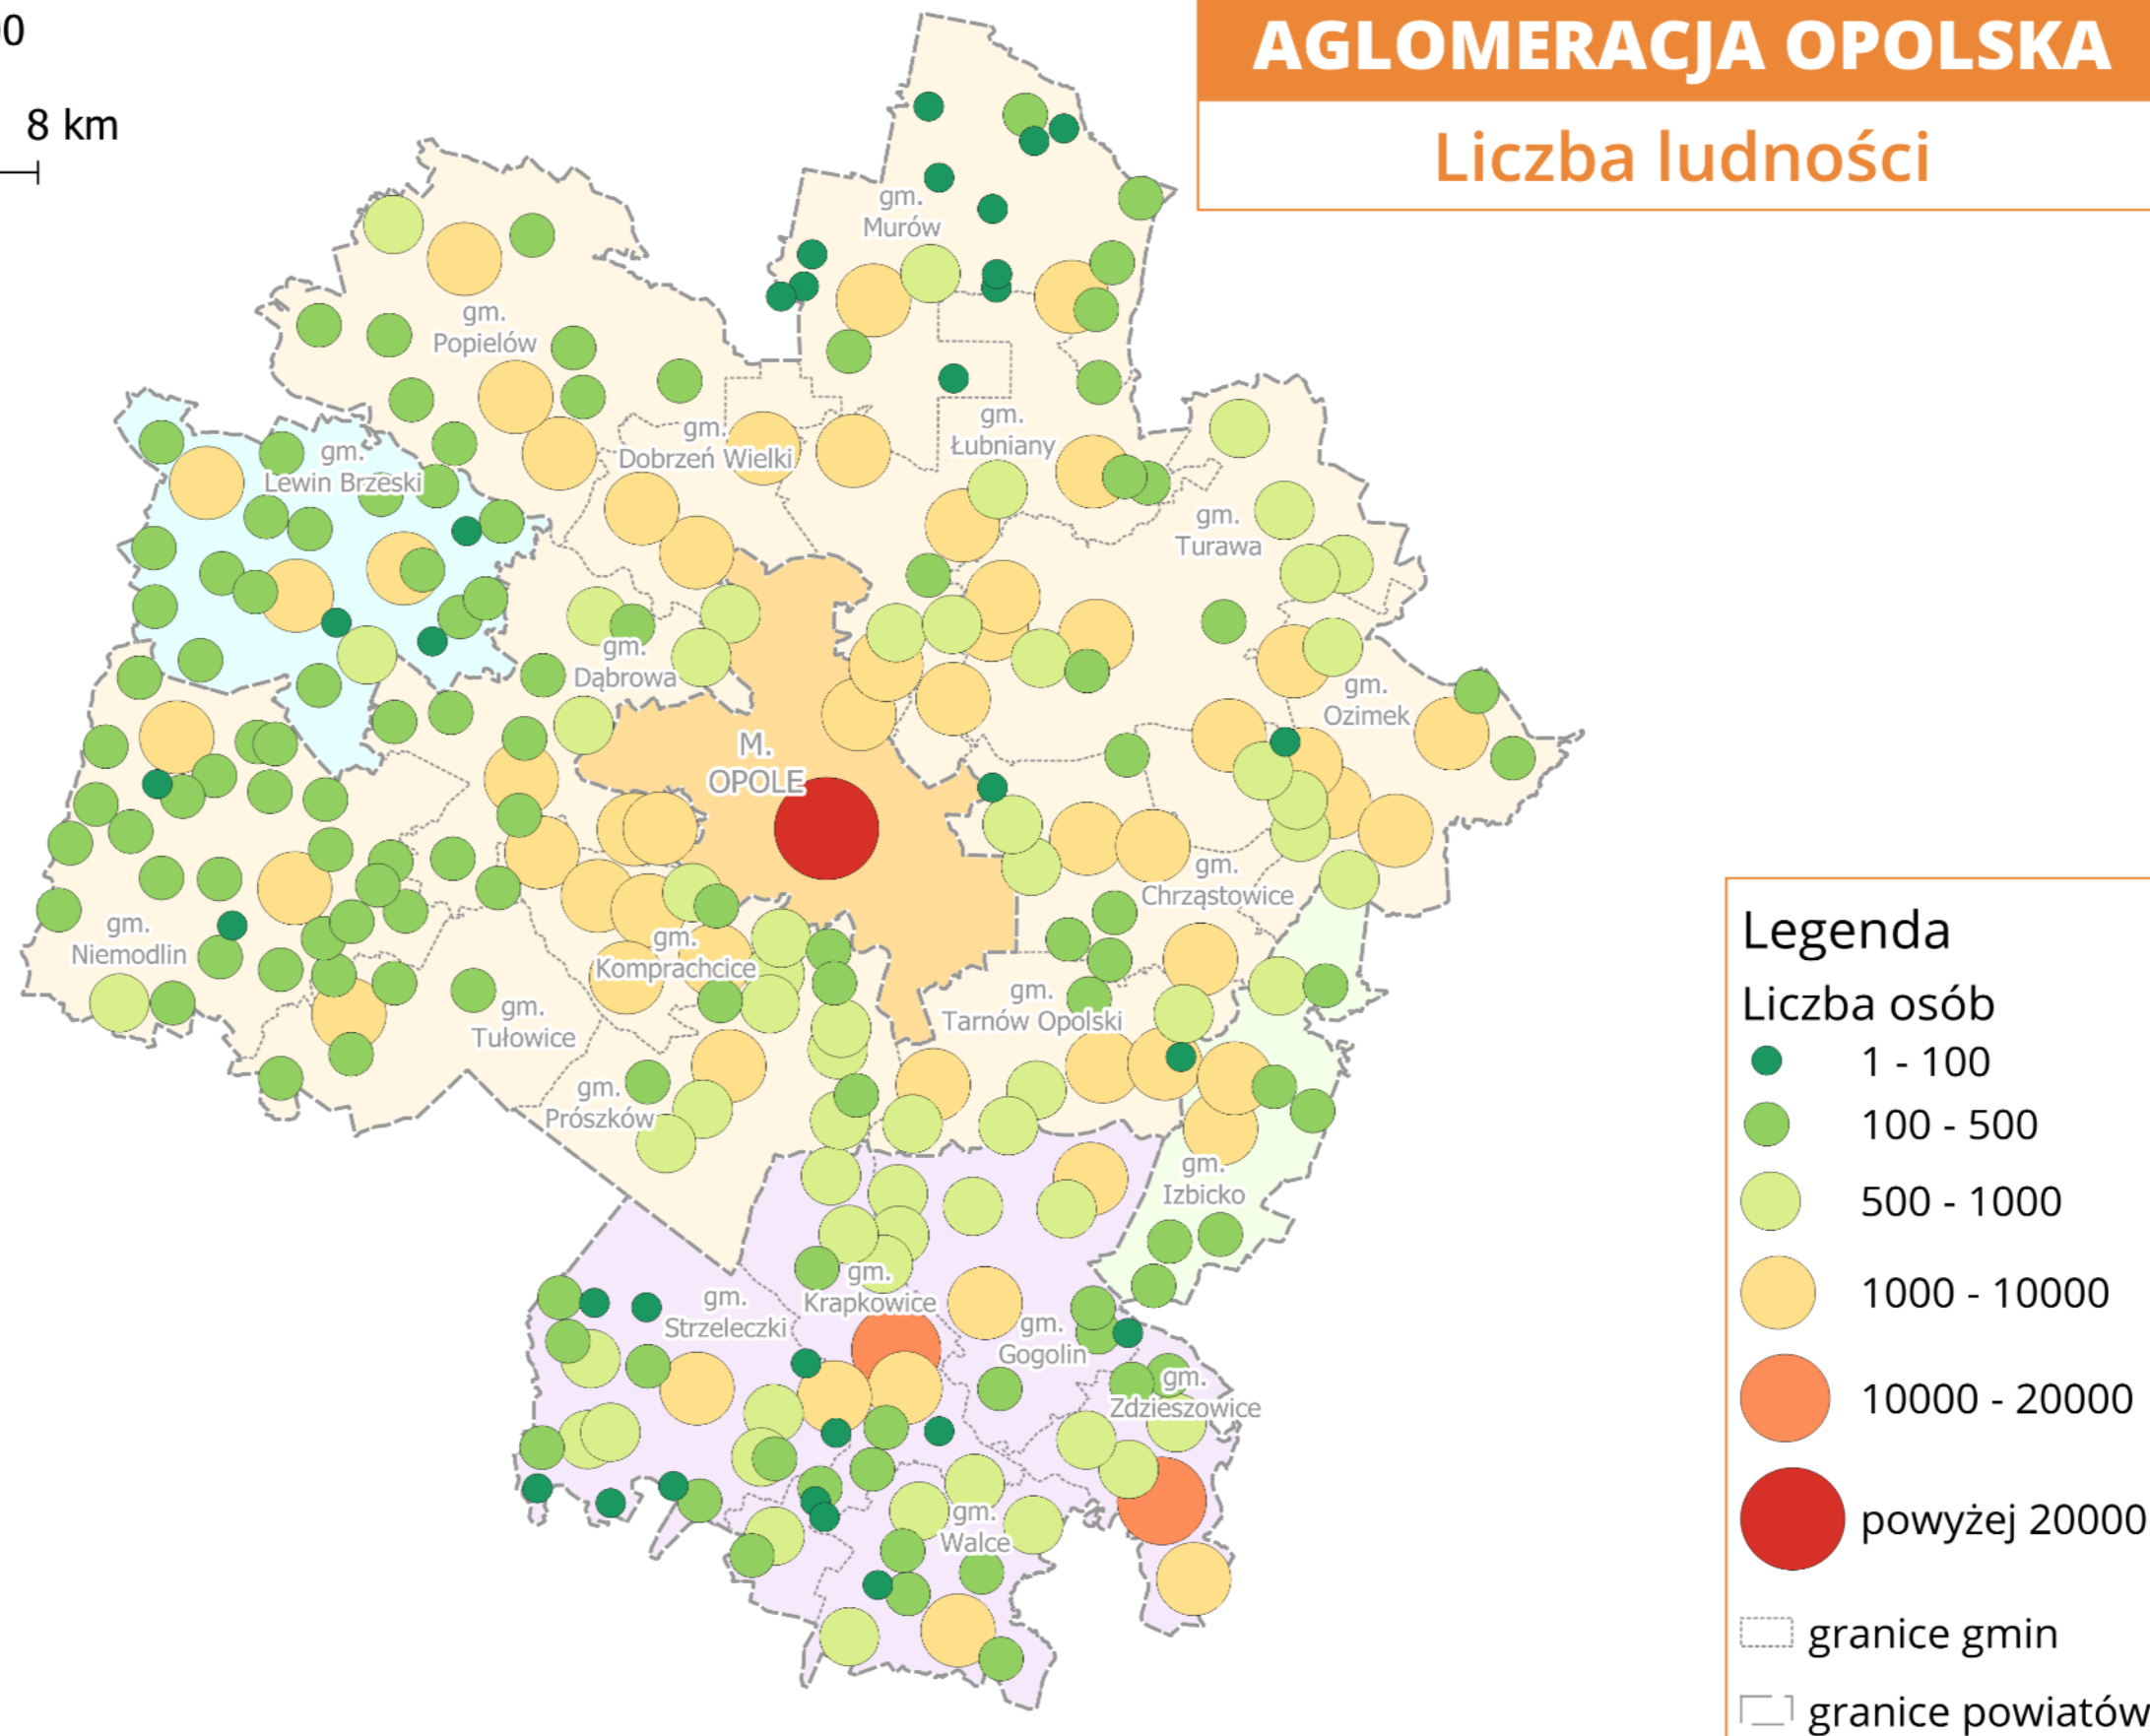 8 km
AGLOMERACJA OPOLSKA
Liczba ludności
gm.
Murów
gm.
Popielów
gm.
Dobrzeń Wielki
gm.
Łubniany
gm.
Lewin Brzeski
gm.
Turawa
gm.
Dąbrowa
gm.
Ozimek
M.
OPOLE
gm.
Chrząstowice
gm.
Niemodlin
gm.
Komprachcice
gm.
Tułowice
gm.
Tarnów Opolski
gm.
Prószków
gm.
Izbicko
gm.
Krapkowice
gm.
Strzeleczki
gm.
Gogolin
gm.
Zdzieszowice
gm.
Walce
Legenda
Liczba osób
1 - 100
100 - 500
500 - 1000
1000 - 10000
10000 - 20000
powyżej 20000
granice gmin
granice powiatów